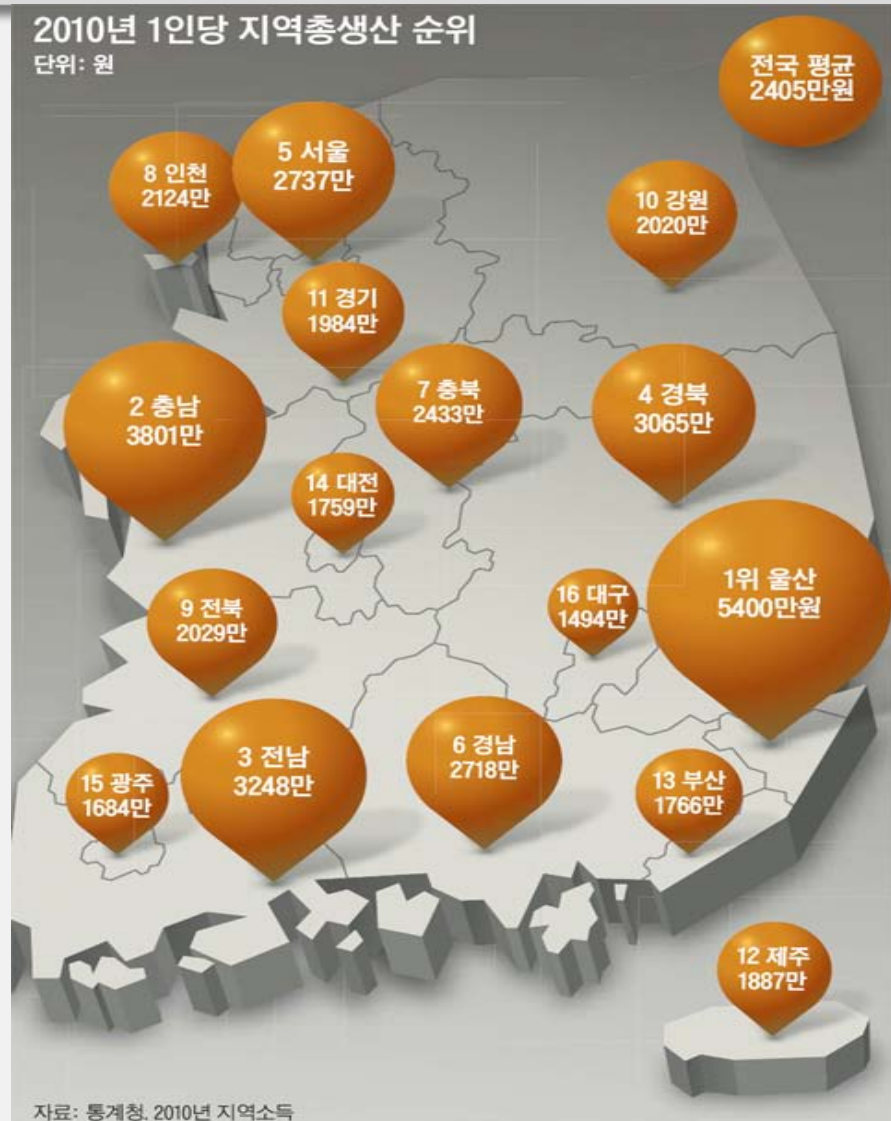 2010년 1인당 지역총생산 순위
단위: 원
전국 평균
2405만원
5 서울
2737만
8 인천
2124만
10 강원
2020만
11 경기
1984만
2 충남
3801만
7 충북
2433만
4 경북
3065만
14 대전
1759만
1위 울산
5400만원
16 대구
1494만
9 전북
2029만
3 전남
3248만
6 경남
2718만
15 광주
1684만
13 부산
1766만
12 제주
1887만
자료: 통계청. 2010년 지역소득